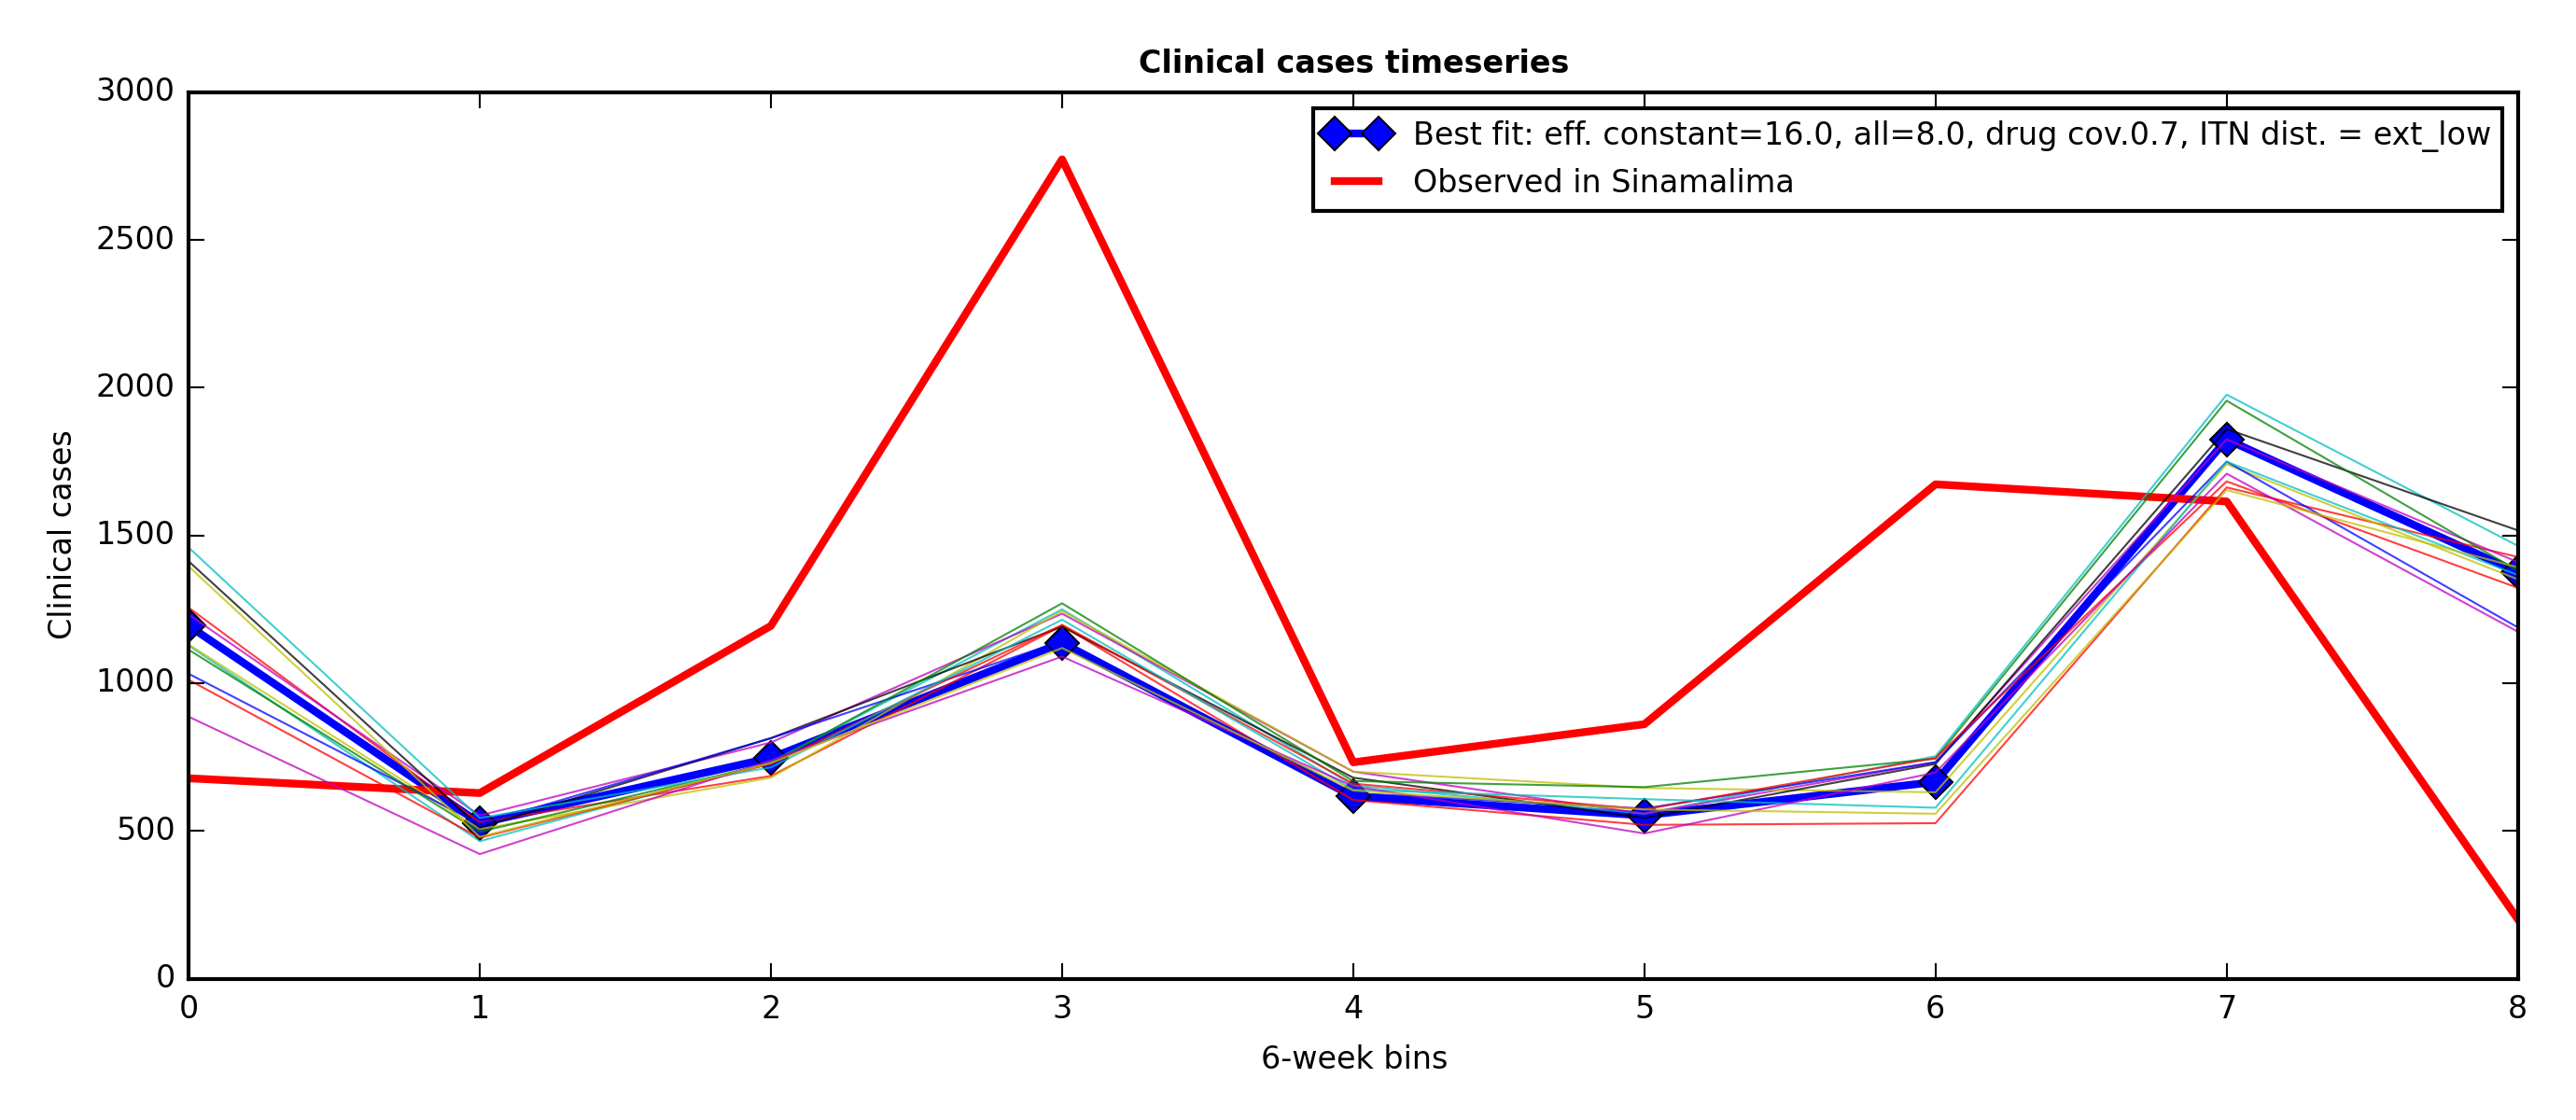 Clinical cases timeseries
3000
2500
2000
1500
1000
500
0
Clinical cases
Best fit: eff. constant=16.0, all=8.0, drug cov.0.7, ITN dist. = ext_low
Observed in Sinamalima
0 1 2 3 4 5 6 7 8
6-week bins